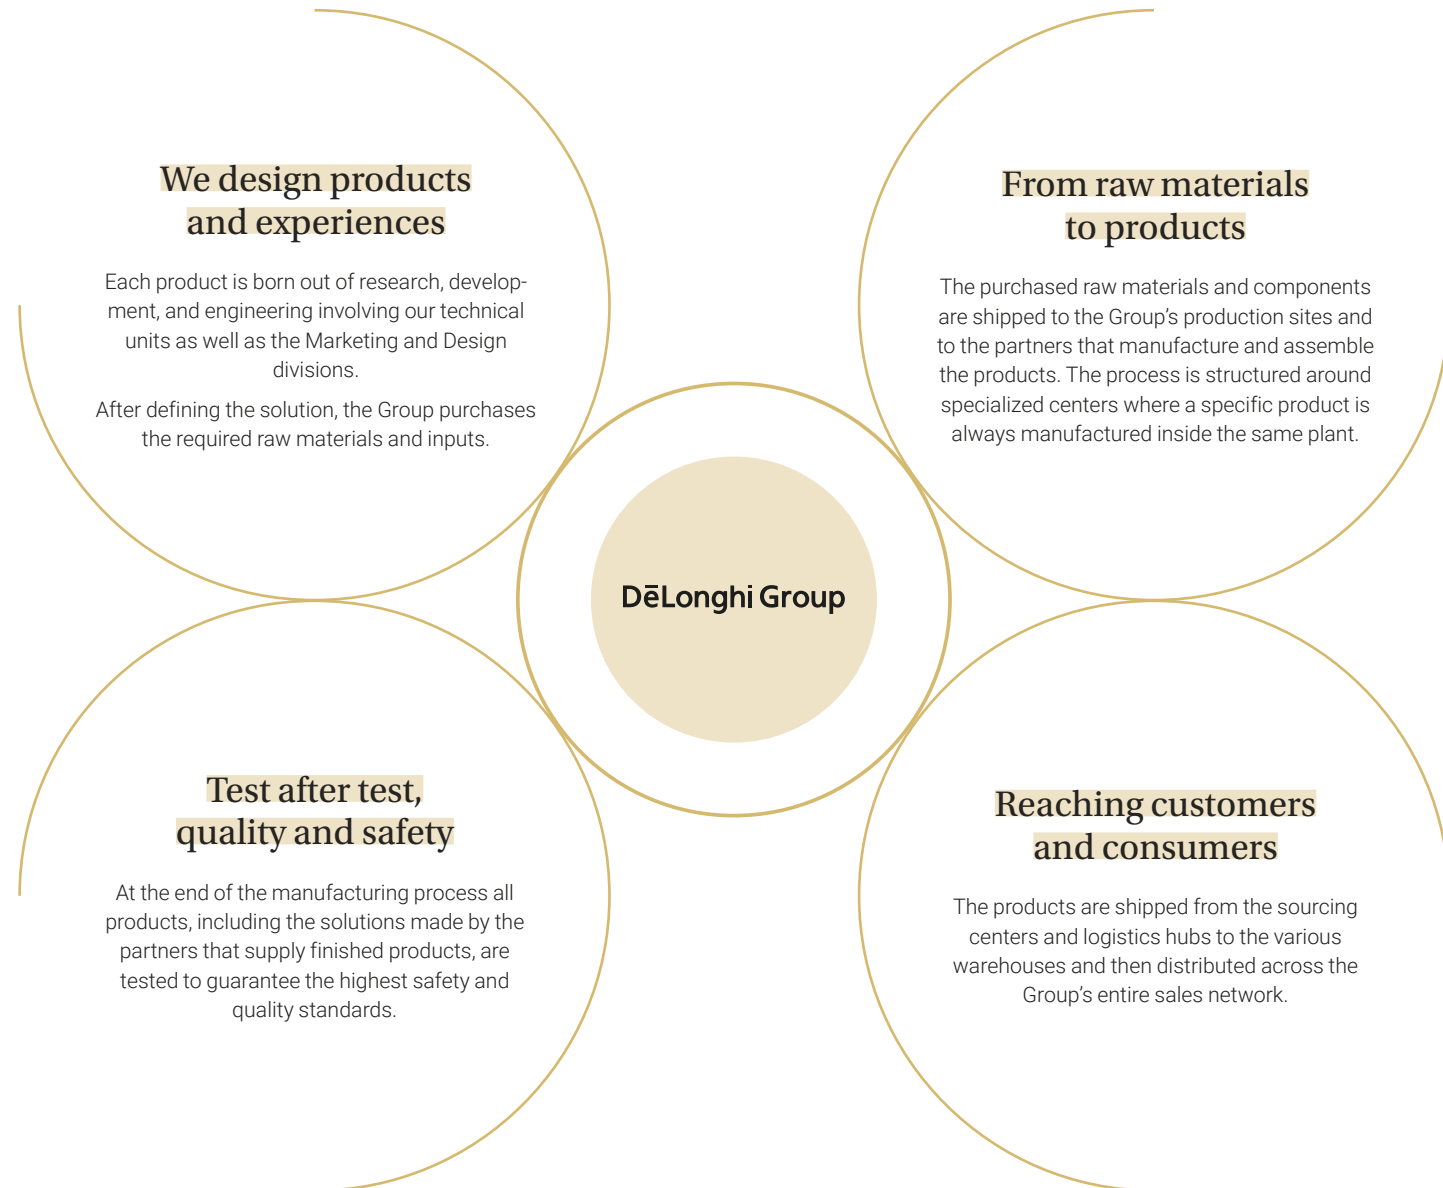 We design products
and experiences
Each product is born out of research, develop-
ment, and engineering involving our technical
units as well as the Marketing and Design
divisions.
After defining the solution, the Group purchases
the required raw materials and inputs.
From raw materials
to products
The purchased raw materials and components
are shipped to the Group’s production sites and
to the partners that manufacture and assemble
the products. The process is structured around
specialized centers where a specific product is
always manufactured inside the same plant.
DēLonghi Group
Test after test,
quality and safety
At the end of the manufacturing process all
products, including the solutions made by the
partners that supply finished products, are
tested to guarantee the highest safety and
quality standards.
Reaching customers
and consumers
The products are shipped from the sourcing
centers and logistics hubs to the various
warehouses and then distributed across the
Group’s entire sales network.